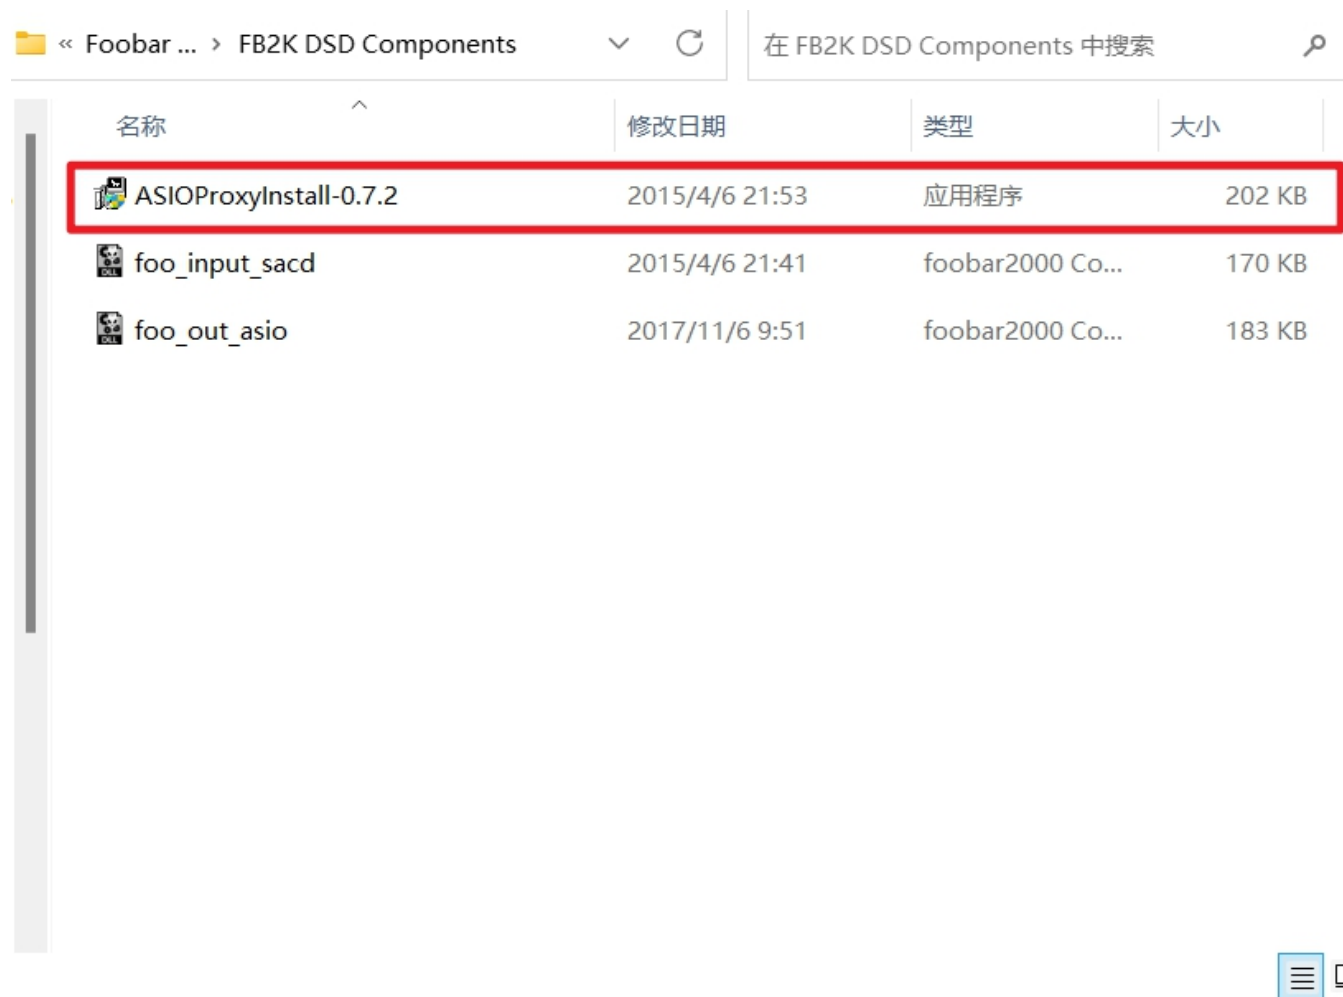 « Foobar ... › FB2K DSD Components
在 FB2K DSD Components 中搜索
名称 修改日期 类型 大小
ASIOProxyInstall-0.7.2 2015/4/6 21:53 应用程序 202 KB
foo_input_sacd 2015/4/6 21:41 foobar2000 Co... 170 KB
foo_out_asio 2017/11/6 9:51 foobar2000 Co... 183 KB